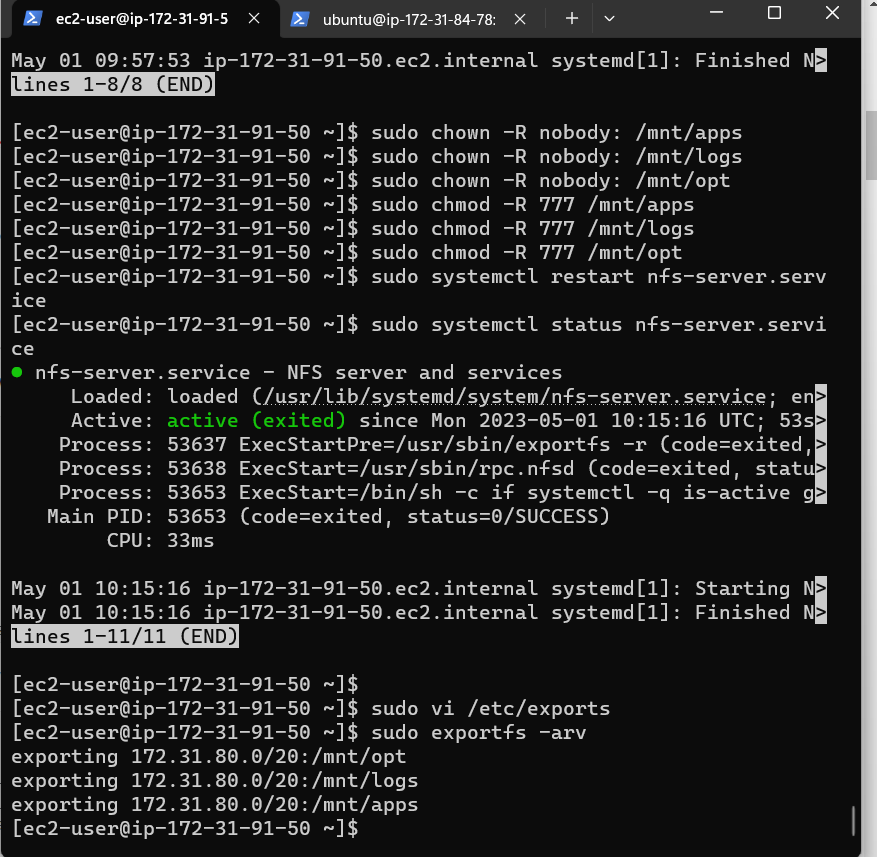 ec2-user@ip-172-31-91-5
ubuntu@ip-172-31-84-78:
May 01 09:57:53 ip-172-31-91-50.ec2.internal systemd[1]: Finished N>
lines 1-8/8 (END)
[ec2-user@ip-172-31-91-50 ~]$ sudo chown -R nobody: /mnt/apps
[ec2-user@ip-172-31-91-50 ~]$ sudo chown -R nobody: /mnt/logs
[ec2-user@ip-172-31-91-50 ~]$ sudo chown -R nobody: /mnt/opt
[ec2-user@ip-172-31-91-50 ~]$ sudo chmod -R 777 /mnt/apps
[ec2-user@ip-172-31-91-50 ~]$ sudo chmod -R 777 /mnt/logs
[ec2-user@ip-172-31-91-50 ~]$ sudo chmod -R 777 /mnt/opt
[ec2-user@ip-172-31-91-50 ~]$ sudo systemctl restart nfs-server.serv
ice
[ec2-user@ip-172-31-91-50 ~]$ sudo systemctl status nfs-server.servi
ce
● nfs-server.service - NFS server and services
Loaded: loaded (/usr/lib/systemd/system/nfs-server.service; en>
Active: active (exited) since Mon 2023-05-01 10:15:16 UTC; 53s>
Process: 53637 ExecStartPre=/usr/sbin/exportfs -r (code=exited,>
Process: 53638 ExecStart=/usr/sbin/rpc.nfsd (code=exited, statu>
Process: 53653 ExecStart=/bin/sh -c if systemctl -q is-active g>
Main PID: 53653 (code=exited, status=0/SUCCESS)
CPU: 33ms
May 01 10:15:16 ip-172-31-91-50.ec2.internal systemd[1]: Starting N>
May 01 10:15:16 ip-172-31-91-50.ec2.internal systemd[1]: Finished N>
lines 1-11/11 (END)
[ec2-user@ip-172-31-91-50 ~]$
[ec2-user@ip-172-31-91-50 ~]$ sudo vi /etc/exports
[ec2-user@ip-172-31-91-50 ~]$ sudo exportfs -arv
exporting 172.31.80.0/20:/mnt/opt
exporting 172.31.80.0/20:/mnt/logs
exporting 172.31.80.0/20:/mnt/apps
[ec2-user@ip-172-31-91-50 ~]$